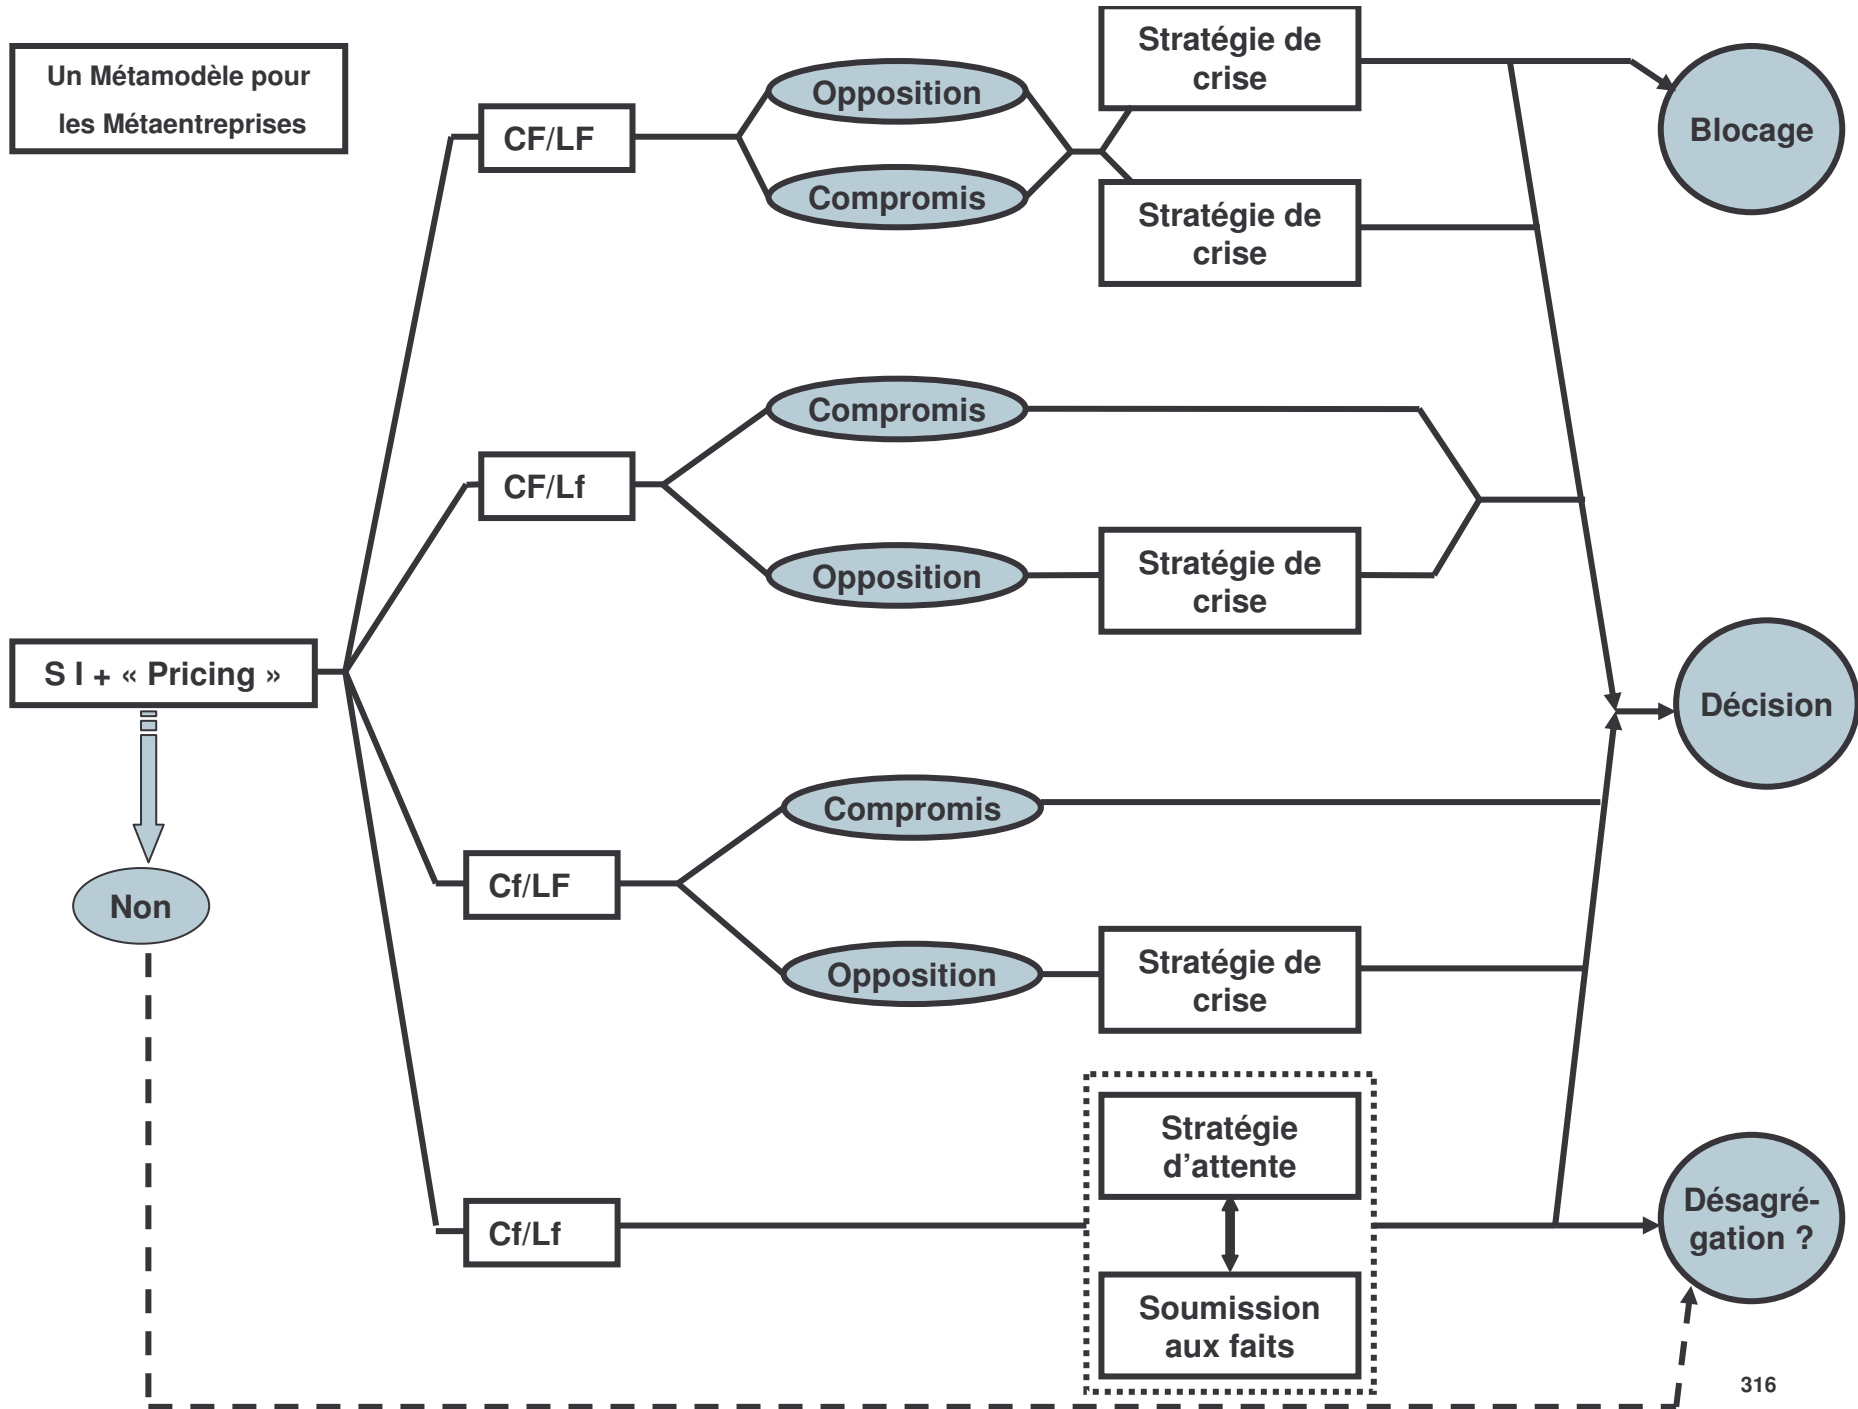 Un Métamodèle pour
les Métaentreprises
Stratégie de
crise
Opposition
CF/LF
Compromis
Blocage
Stratégie de
crise
Compromis
CF/Lf
Opposition
Stratégie de
crise
S I + « Pricing »
Décision
Compromis
Cf/LF
Non
Opposition
Stratégie de
crise
Stratégie
d’attente
Cf/Lf
Désagré-
gation ?
Soumission
aux faits
316